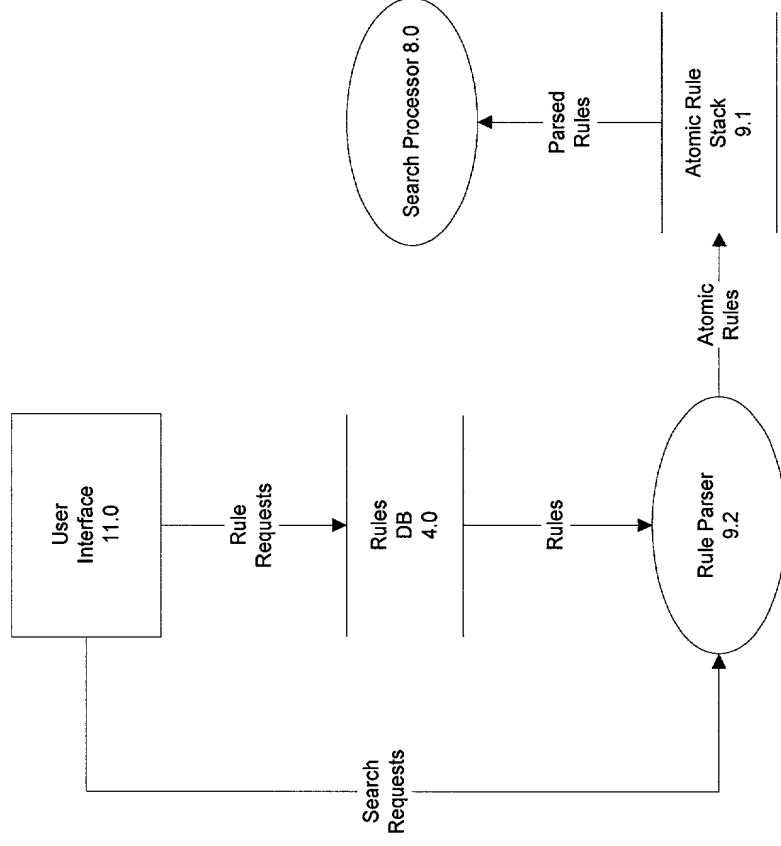 User
Interface
11.0
Rule
Requests
Rules
DB
4.0
Rules
Rule Parser
9.2
Search
Requests
Atomic
Rules
Atomic Rule
Stack
9.1
Parsed
Rules
Search Processor 8.0